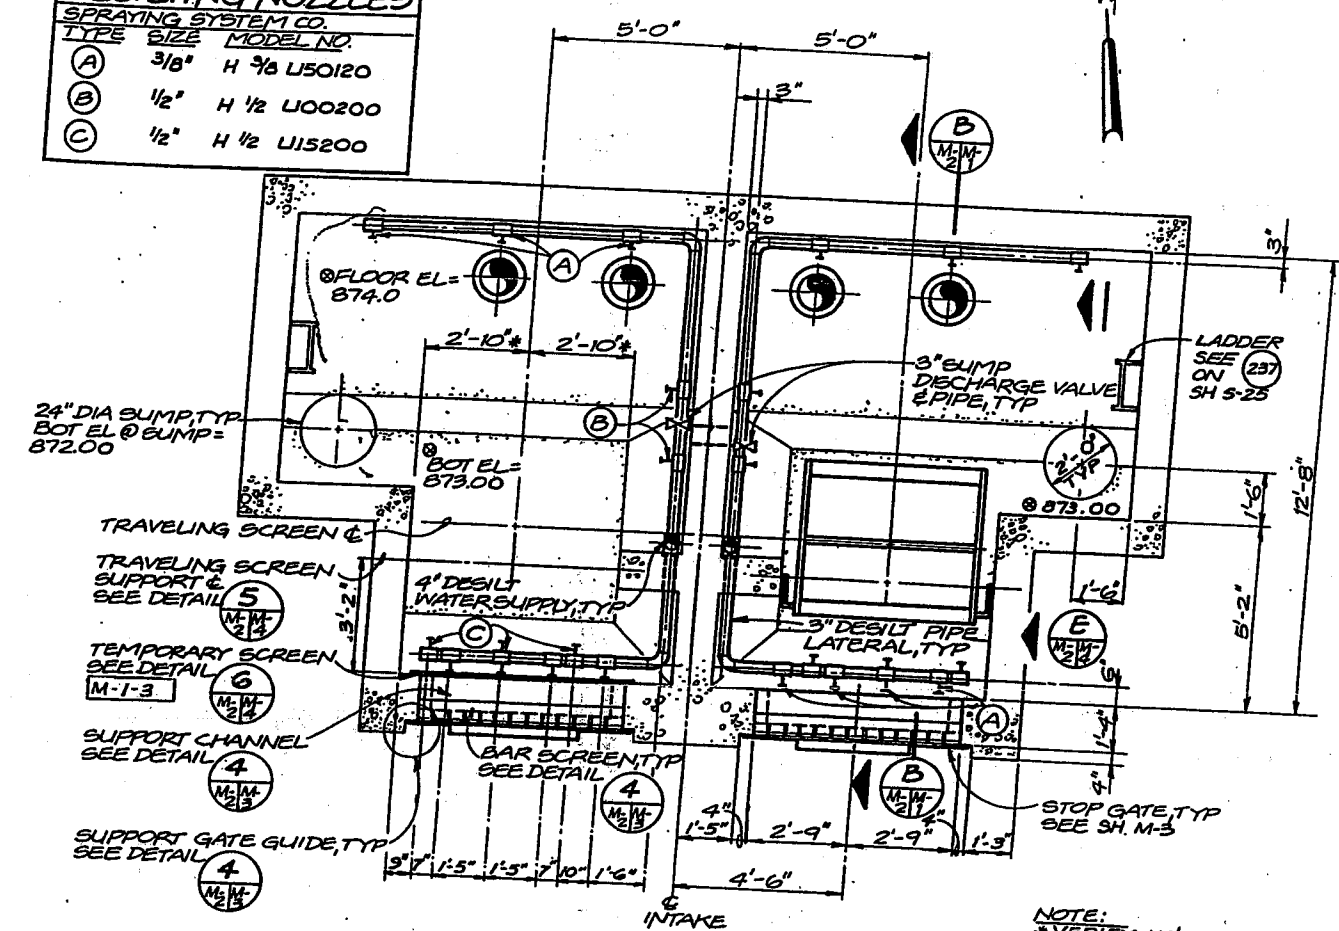 SPRAYING SYSTEM CO.
TYPE SIZE MODEL NO.
A 3/8" H 3/8 U50120
B 1/2" H 1/2 U00200
C 1/2" H 1/2 U15200
5'-0" 5'-0"
3"
B
M-2 M-1
3"
A
⊗FLOOR EL=
874.0
2'-10"* 2'-10"*
LADDER
SEE 237
ON
SH S-25
3" SUMP
DISCHARGE VALVE
& PIPE, TYP
24" DIA SUMP, TYP
BOT EL @ SUMP=
872.00
B
⊗
BOT EL=
873.00
2'-0"
TYP
⊗ 873.00
1'-6"
12'-8"
TRAVELING SCREEN ℄
TRAVELING SCREEN
SUPPORT ℄
SEE DETAIL 5
M-2 M-4
3'-2"
4" DESILT
WATER SUPPLY, TYP
1'-6"
5'-2"
E
M-2 M-4
3" DESILT PIPE
LATERAL, TYP
C
TEMPORARY SCREEN
SEE DETAIL 6
M-1-3
M-2 M-4
6"
A
1'-4"
4"
SUPPORT CHANNEL
SEE DETAIL 4
M-2 M-3
BAR SCREEN, TYP
SEE DETAIL 4
M-2 M-3
B
M-2 M-1
STOP GATE, TYP
SEE SH. M-3
SUPPORT GATE GUIDE, TYP
SEE DETAIL 4
M-2 M-3
4" 4"
1'-5" 2'-9" 2'-9" 1'-3"
9" 7" 1'-5" 1'-5" 7" 10" 1'-6"
4'-6"
℄
INTAKE
NOTE: